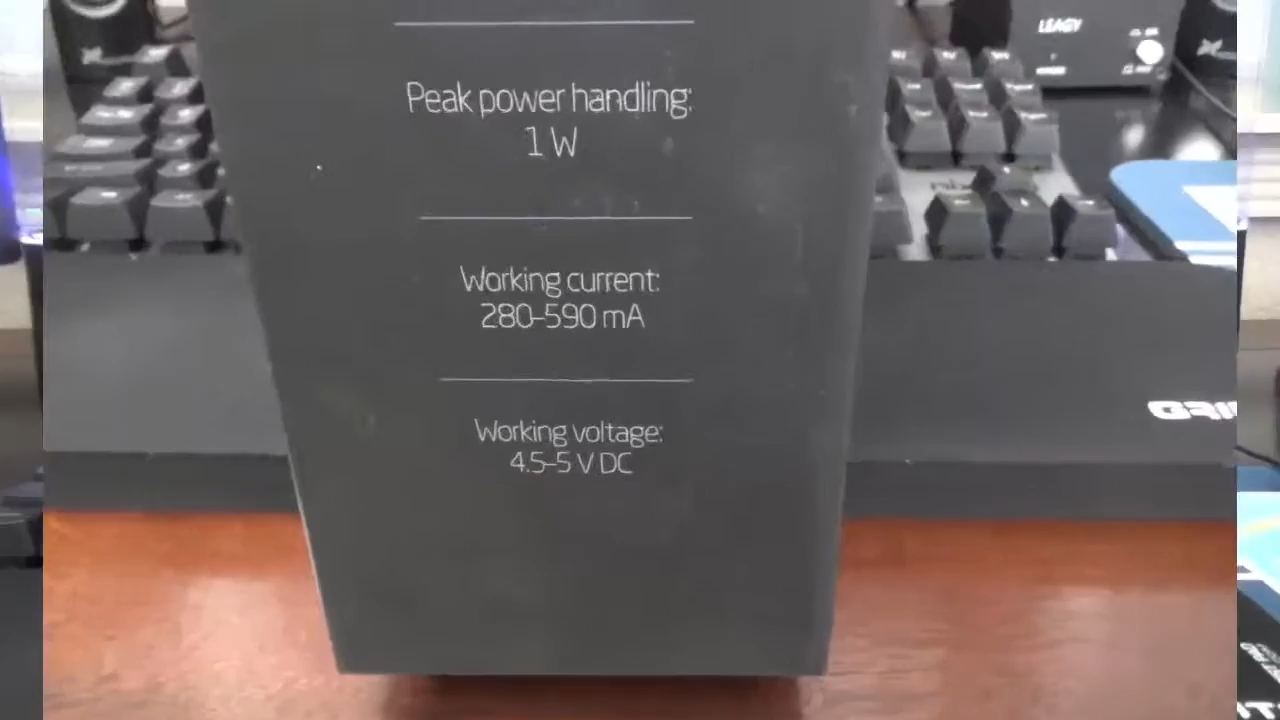 LEAGY
Peak power handling:
1 W
Working current:
280–590 mA
Working voltage:
4.5–5 V DC